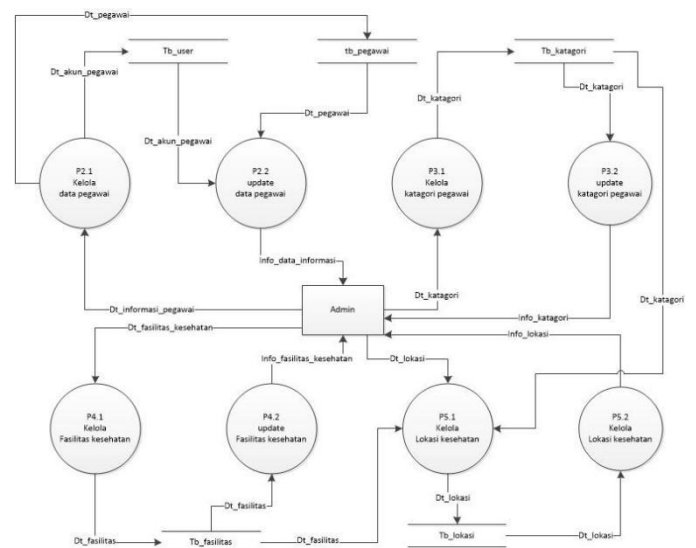 Dt_pegawai
Tb_user
tb_pegawai
Tb_katagori
Dt_akun_pegawai
Dt_katagori
Dt_katagori
Dt_pegawai
Dt_akun_pegawai
P2.1
Kelola
data pegawai
P2.2
update
data pegawai
P3.1
Kelola
katagori pegawai
P3.2
update
katagori pegawai
Info_data_informasi
Dt_informasi_pegawai
Admin
Dt_katagori
Dt_katagori
Info_katagori
Dt_fasilitas_kesehatan
Info_lokasi
Info_fasilitas_kesehatan
Dt_lokasi
P4.1
Kelola
Fasilitas kesehatan
P4.2
update
Fasilitas kesehatan
P5.1
Kelola
Lokasi kesehatan
P5.2
Kelola
Lokasi kesehatan
Dt_lokasi
Dt_fasilitas
Dt_fasilitas
Tb_fasilitas
Dt_fasilitas
Tb_lokasi
Dt_lokasi